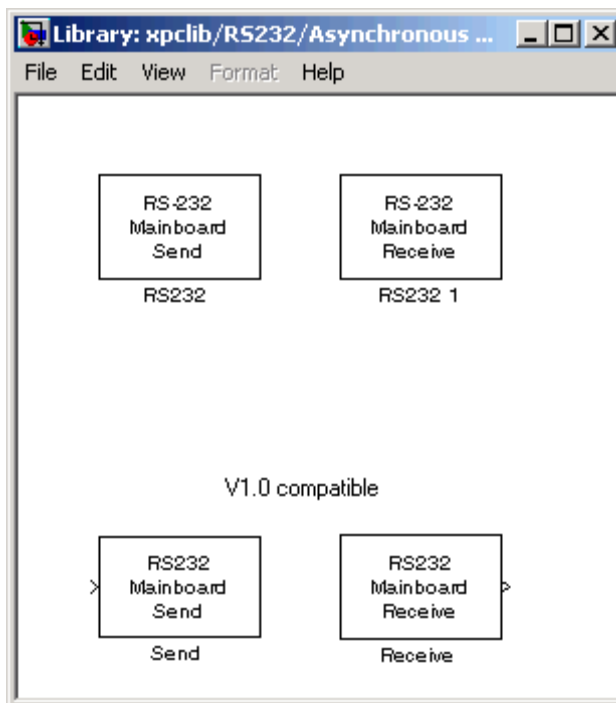 Library: xpclib/RS232/Asynchronous ...
File Edit View Format Help
RS-232 RS-232
Mainboard Mainboard
Send Receive
RS232 RS232 1
V1.0 compatible
RS232 RS232
Mainboard Mainboard
Send Receive
Send Receive